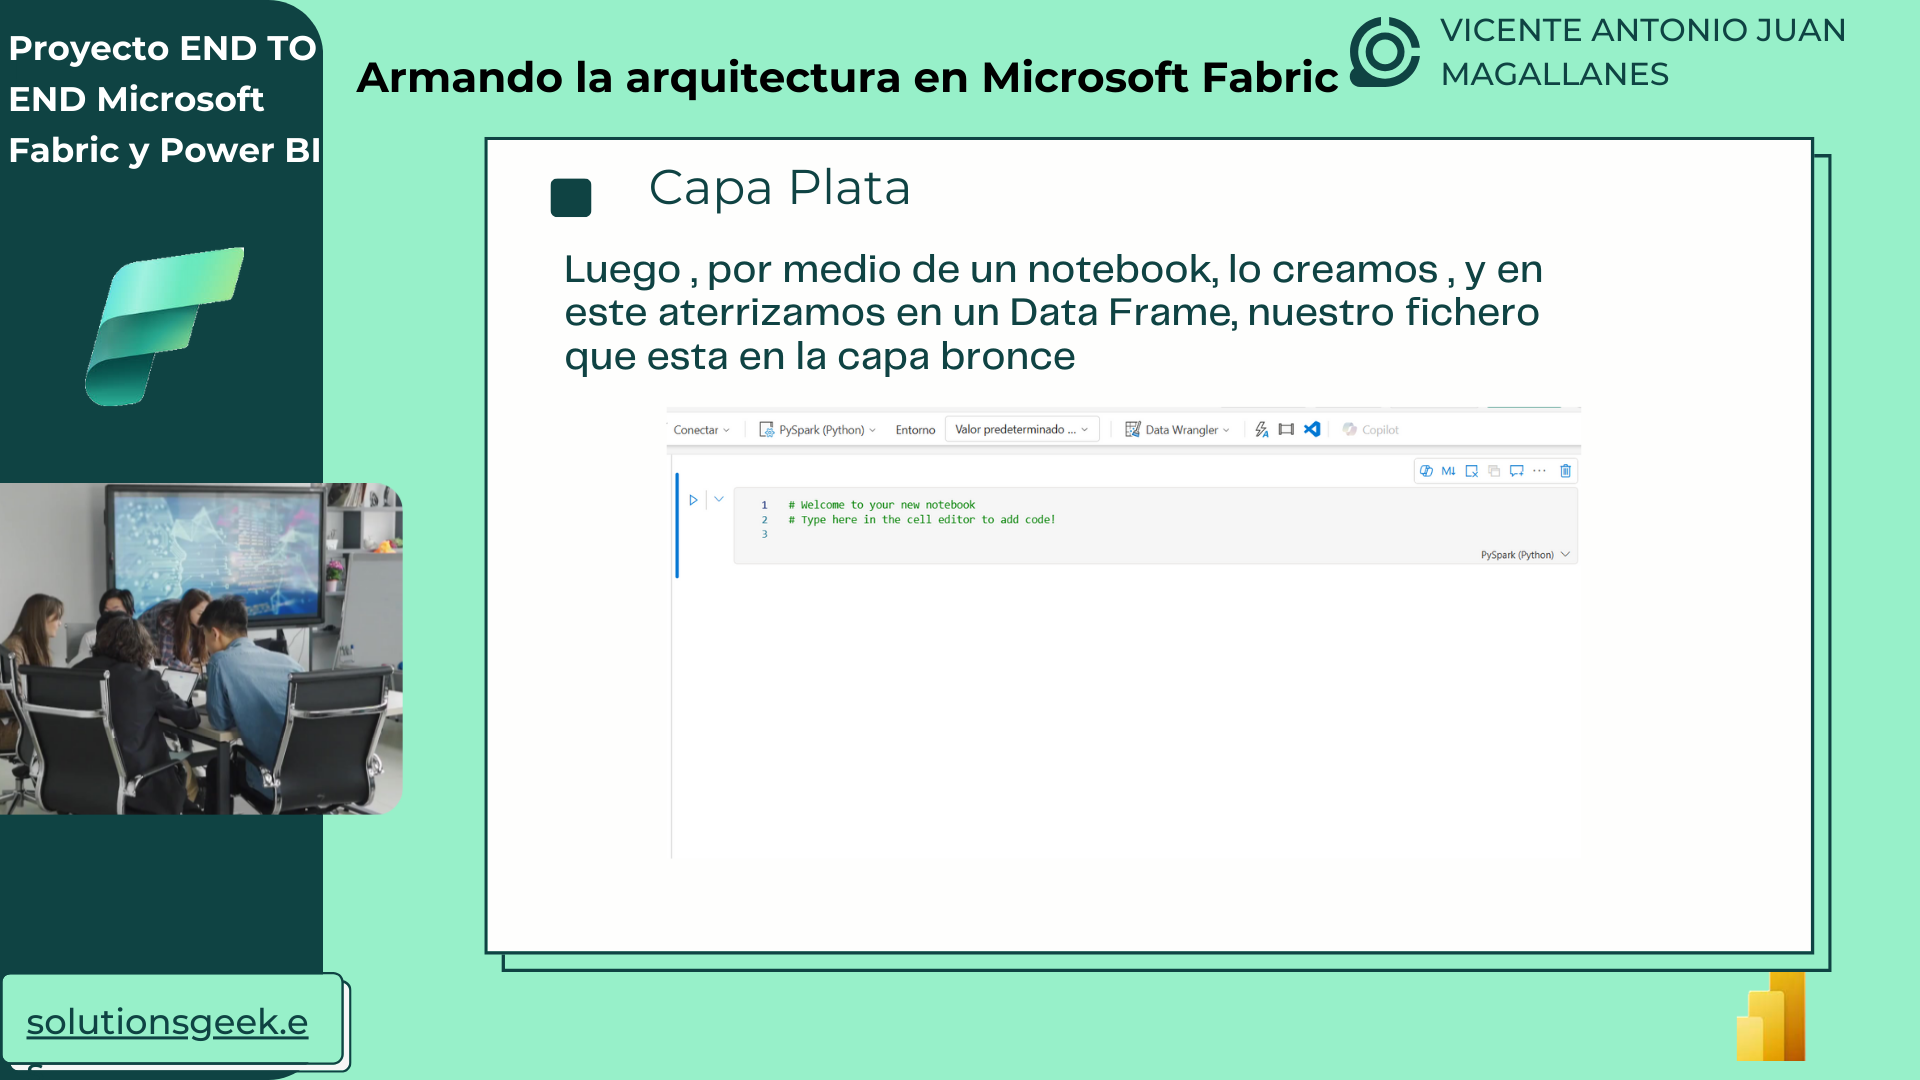 Proyecto END TO
END Microsoft
Fabric y Power BI
Armando la arquitectura en Microsoft Fabric
VICENTE ANTONIO JUAN
MAGALLANES
Capa Plata
Luego , por medio de un notebook, lo creamos , y en
este aterrizamos en un Data Frame, nuestro fichero
que esta en la capa bronce
Conectar PySpark (Python) Entorno Valor predeterminado ... Data Wrangler Copilot
M↓ ...
1 # Welcome to your new notebook
2 # Type here in the cell editor to add code!
3
PySpark (Python)
solutionsgeek.e